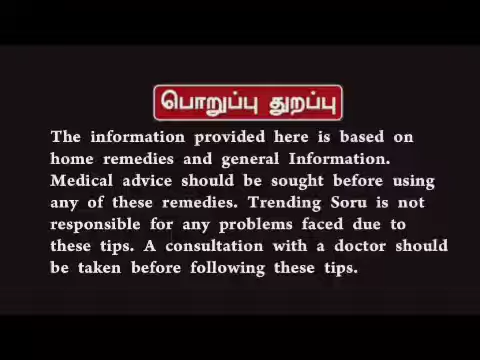 பொறுப்பு துறப்பு
The information provided here is based on
home remedies and general Information.
Medical advice should be sought before using
any of these remedies. Trending Soru is not
responsible for any problems faced due to
these tips. A consultation with a doctor should
be taken before following these tips.